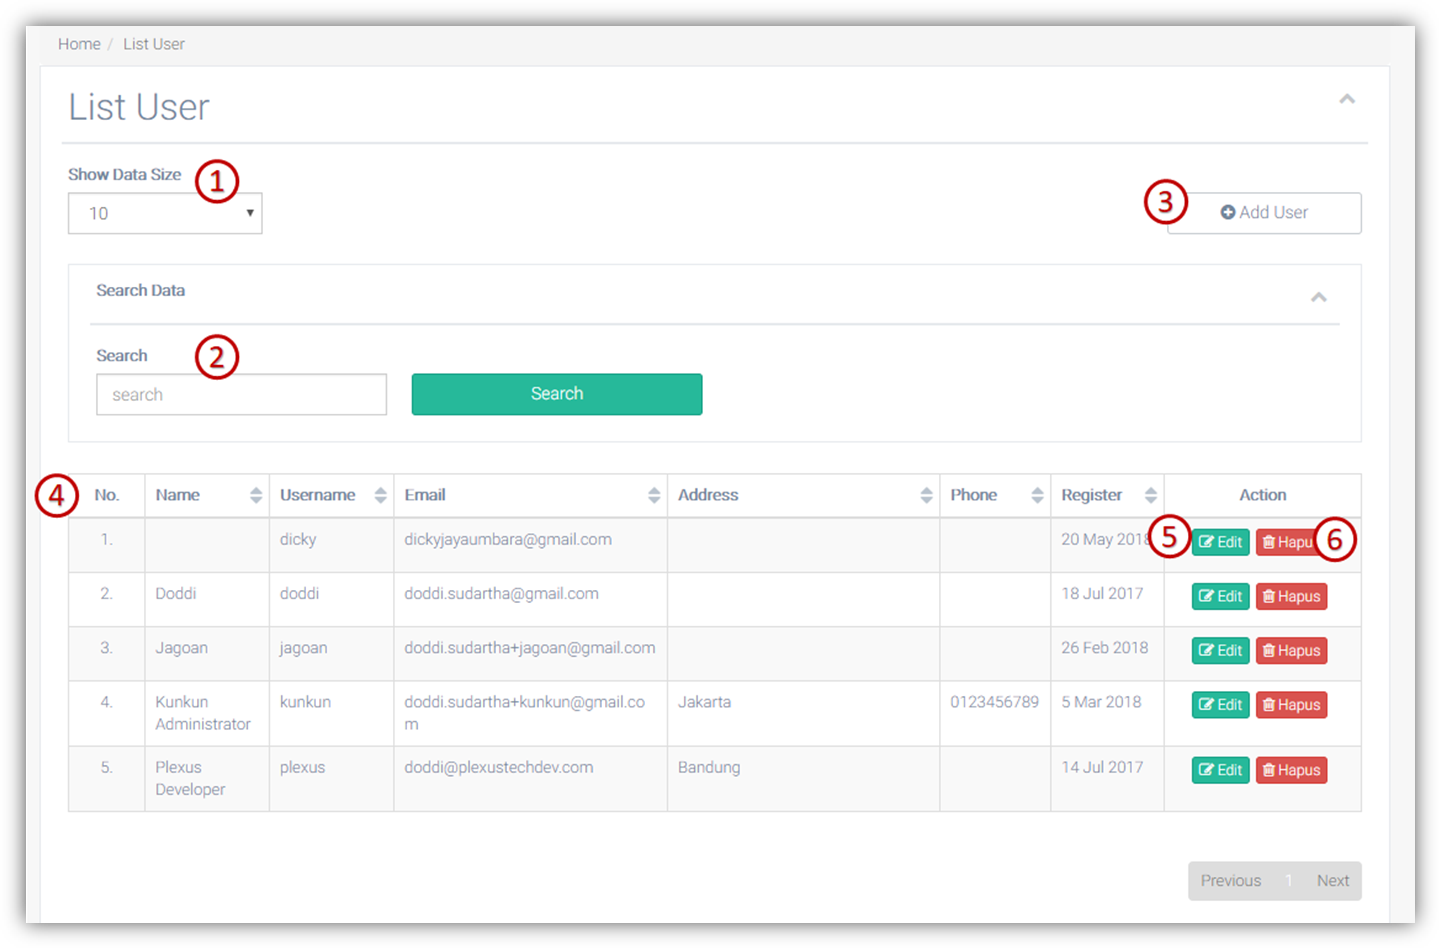 Home / List User
List User
Show Data Size 1
10
3 Add User
Search Data
Search 2
search Search
4 No. Name Username Email Address Phone Register Action
1. dicky dickyjayaumbara@gmail.com 20 May 2018 5 Edit Hapu 6
2. Doddi doddi doddi.sudartha@gmail.com 18 Jul 2017 Edit Hapus
3. Jagoan jagoan doddi.sudartha+jagoan@gmail.com 26 Feb 2018 Edit Hapus
4. Kunkun kunkun doddi.sudartha+kunkun@gmail.co Jakarta 0123456789 5 Mar 2018 Edit Hapus
Administrator m
5. Plexus plexus doddi@plexustechdev.com Bandung 14 Jul 2017 Edit Hapus
Developer
Previous 1 Next